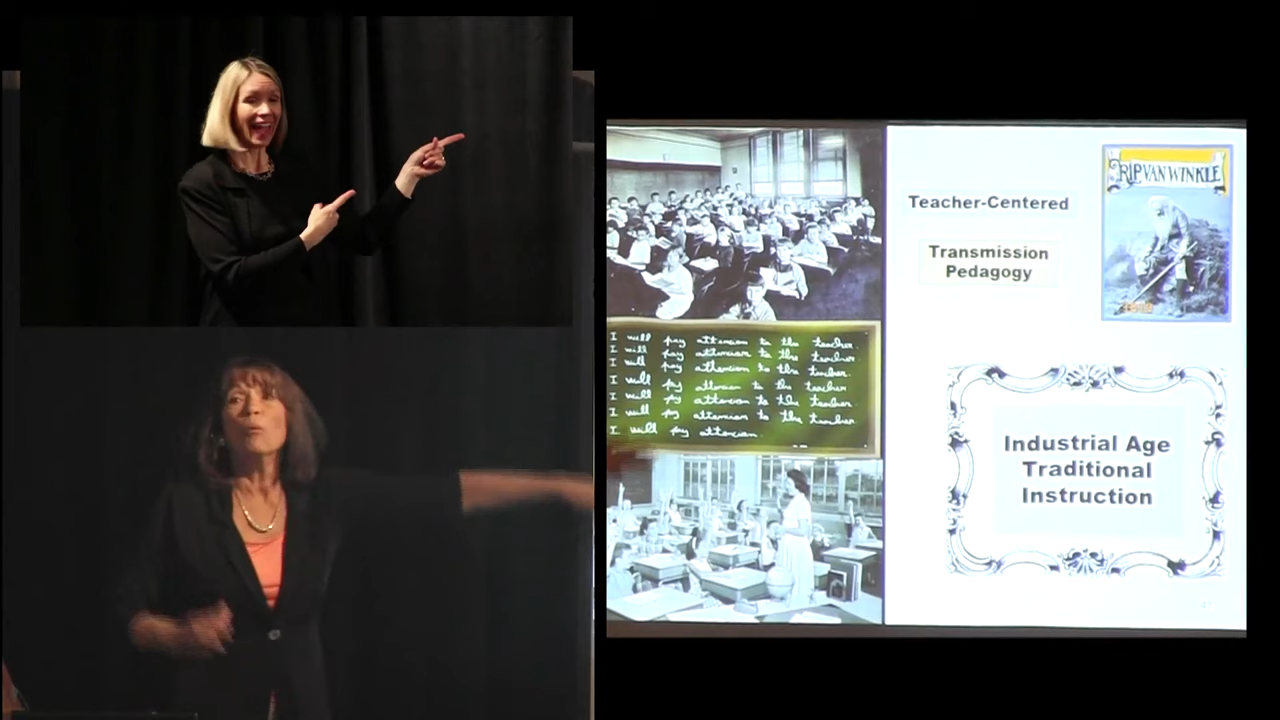 RIP VAN WINKLE
Teacher-Centered
Transmission
Pedagogy
I will pay attention to the teacher.
I will pay attention to the teacher.
I will pay attention to the teacher.
I will pay attention to the teacher
I will pay attention to the teacher.
I will pay attention to the teacher.
I will pay attention.
Industrial Age
Traditional
Instruction